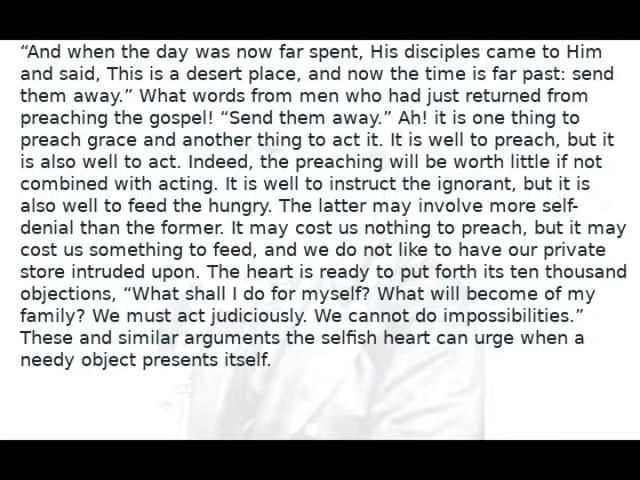 “And when the day was now far spent, His disciples came to Him
and said, This is a desert place, and now the time is far past: send
them away.” What words from men who had just returned from
preaching the gospel! “Send them away.” Ah! it is one thing to
preach grace and another thing to act it. It is well to preach, but it
is also well to act. Indeed, the preaching will be worth little if not
combined with acting. It is well to instruct the ignorant, but it is
also well to feed the hungry. The latter may involve more self-
denial than the former. It may cost us nothing to preach, but it may
cost us something to feed, and we do not like to have our private
store intruded upon. The heart is ready to put forth its ten thousand
objections, “What shall I do for myself? What will become of my
family? We must act judiciously. We cannot do impossibilities.”
These and similar arguments the selfish heart can urge when a
needy object presents itself.